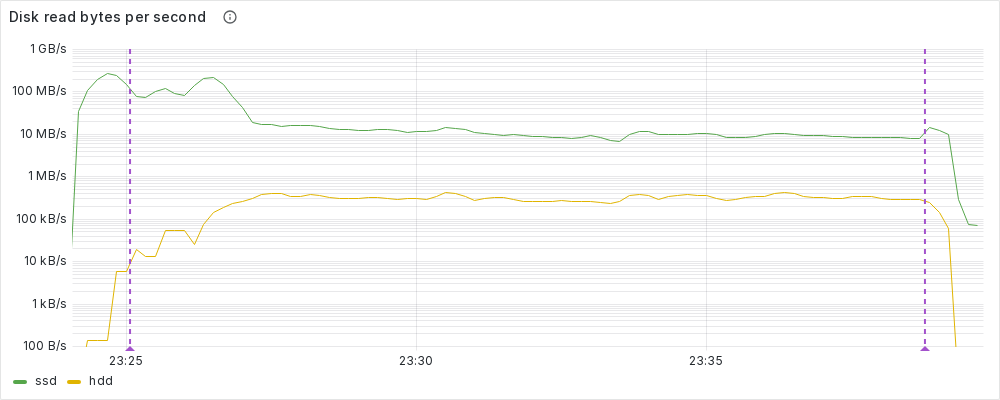 Disk read bytes per second
1 GB/s
100 MB/s
10 MB/s
1 MB/s
100 kB/s
10 kB/s
1 kB/s
100 B/s
23:25 23:30 23:35
ssd hdd